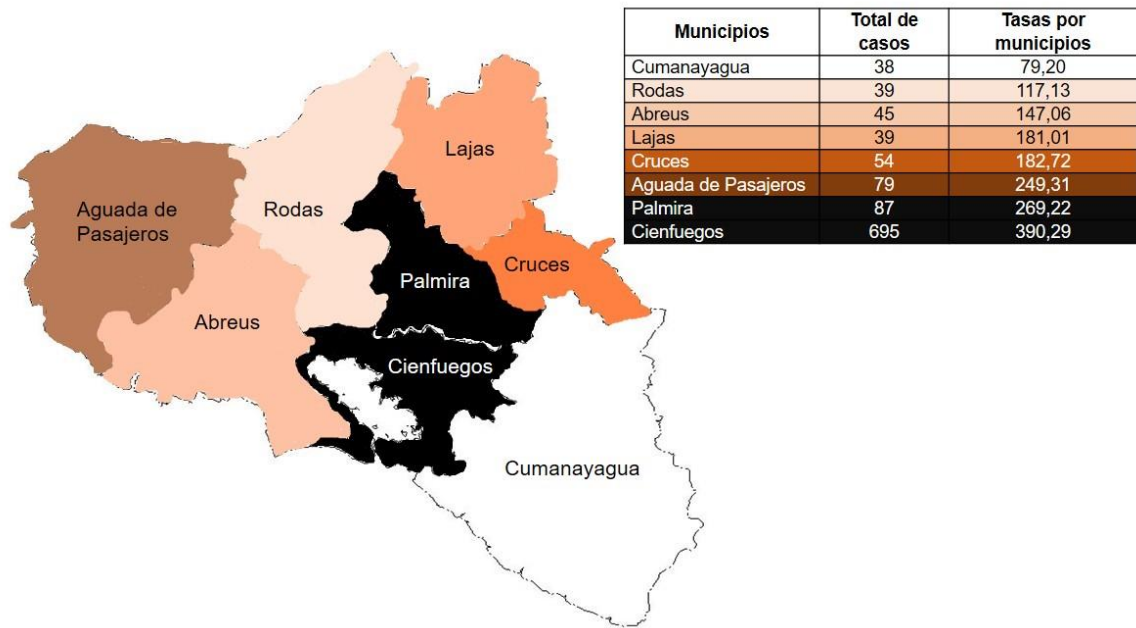 Municipios Total de casos Tasas por municipios
Cumanayagua 38 79,20
Rodas 39 117,13
Abreus 45 147,06
Lajas 39 181,01
Cruces 54 182,72
Aguada de Pasajeros 79 249,31
Palmira 87 269,22
Cienfuegos 695 390,29
Lajas
Aguada de
Pasajeros
Rodas
Cruces
Palmira
Abreus
Cienfuegos
Cumanayagua